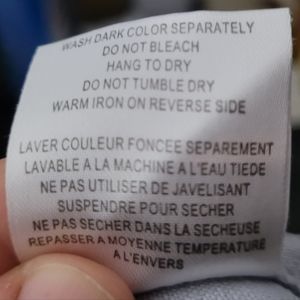 WASH DARK COLOR SEPARATELY
DO NOT BLEACH
HANG TO DRY
DO NOT TUMBLE DRY
WARM IRON ON REVERSE SIDE
LAVER COULEUR FONCEE SEPAREMENT
LAVABLE A LA MACHINE A L'EAU TIEDE
NE PAS UTILISER DE JAVELISANT
SUSPENDRE POUR SECHER
NE PAS SECHER DANS LA SECHEUSE
REPASSER A MOYENNE TEMPERATURE
A L'ENVERS